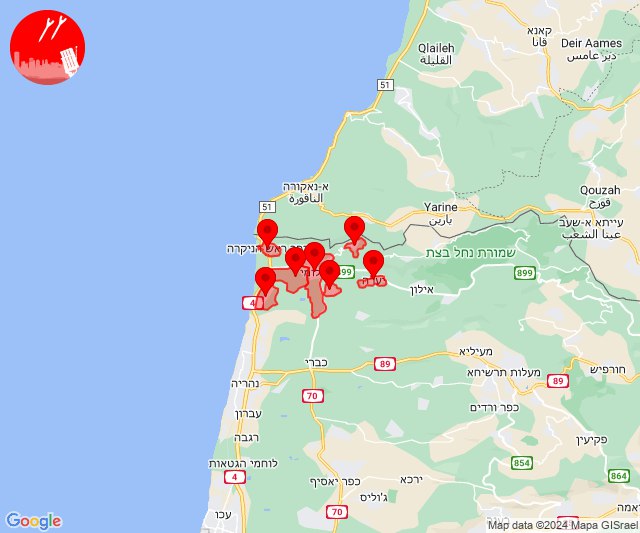 קאנא
قانا
Deir Aames
دير عامس
Qlaileh
القليلة
51
א-נאקורה
الناقورة
51
Yarine
يارين
Qouzah
قوزح
עייתא א-שעב
عيتا الشعب
ראש הניקרה
שמורת נחל בצת
899
899
אילון
4
כברי
89
מעיליא
נהריה
מעלות תרשיחא
חורפיש
89
70
כפר ורדים
עברון
רגבה
פקיעין
לוחמי הגטאות
854
4
864
ירכא
כפר יאסיף
ג'וליס
עכו
ראמה
Google
Map data ©2024 Mapa GISrael